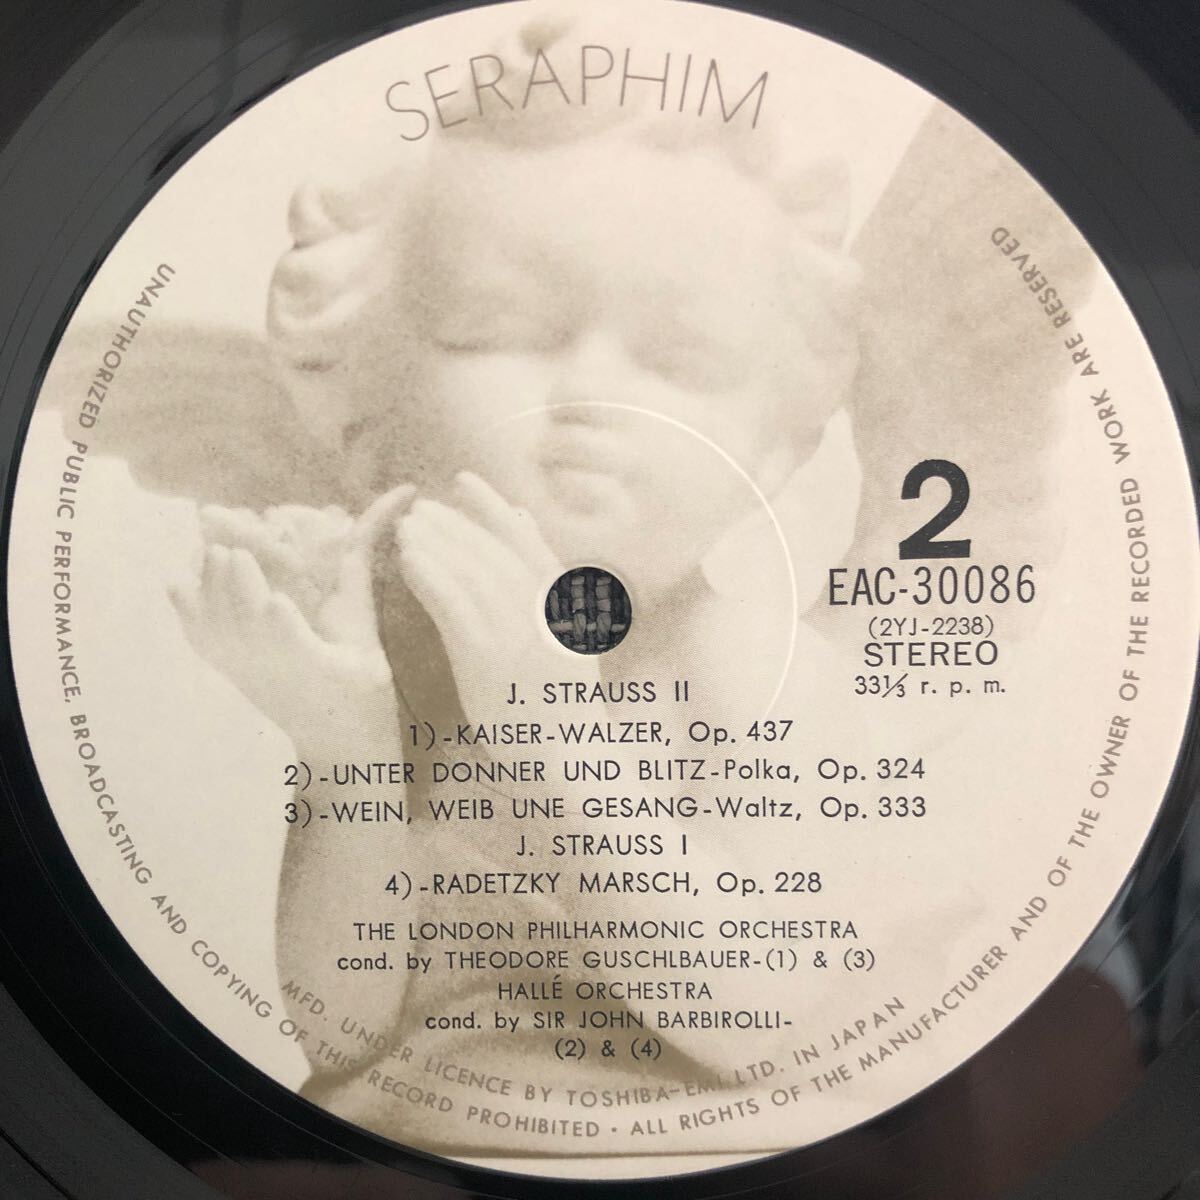 SERAPHIM
2
EAC-30086
(2YJ-2238)
STEREO
33⅓ r. p. m.
J. STRAUSS II
1)-KAISER-WALZER, Op. 437
2)-UNTER DONNER UND BLITZ-Polka, Op. 324
3)-WEIN, WEIB UNE GESANG-Waltz, Op. 333
J. STRAUSS I
4)-RADETZKY MARSCH, Op. 228
THE LONDON PHILHARMONIC ORCHESTRA
cond. by THEODORE GUSCHLBAUER-(1) & (3)
HALLÉ ORCHESTRA
cond. by SIR JOHN BARBIROLLI-
(2) & (4)
MFD. UNDER LICENCE BY TOSHIBA-EMI LTD. IN JAPAN
UNAUTHORIZED PUBLIC PERFORMANCE, BROADCASTING AND COPYING OF THIS RECORD PROHIBITED · ALL RIGHTS OF THE MANUFACTURER AND OF THE OWNER OF THE RECORDED WORK ARE RESERVED